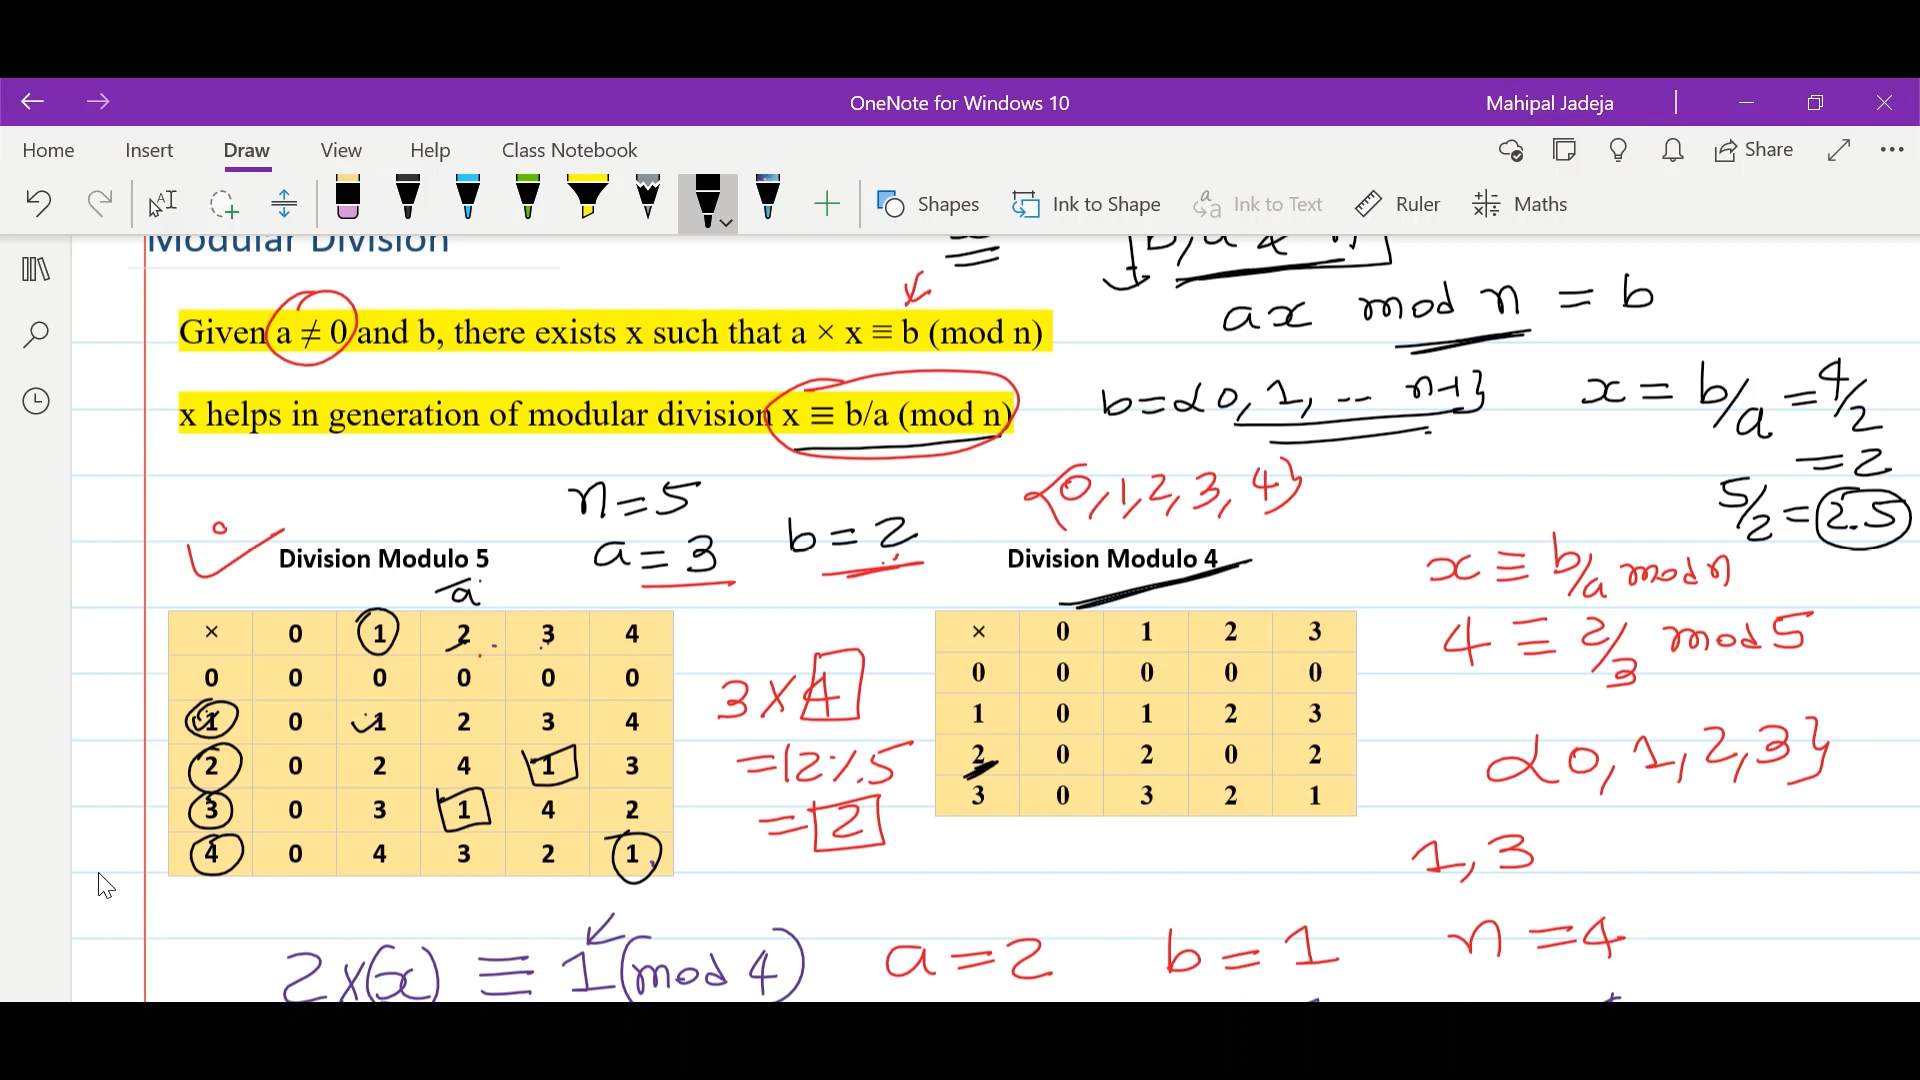 OneNote for Windows 10
Mahipal Jadeja
Home Insert Draw View Help Class Notebook
Share
Shapes Ink to Shape Ink to Text Ruler Maths
Modular Division
ax mod n = b
Given a ≠ 0 and b, there exists x such that a × x ≡ b (mod n)
b = {0, 1, .. n-1}
x = b/a = 4/2
= 2
5/2 = 2.5
x helps in generation of modular division x ≡ b/a (mod n)
n = 5
{0, 1, 2, 3, 4}
a = 3 b = 2
Division Modulo 5
a
Division Modulo 4
x ≡ b/a mod n
4 ≡ 2/3 mod 5
× 0 1 2 3 4
0 0 0 0 0 0
1 0 1 2 3 4
2 0 2 4 1 3
3 0 3 1 4 2
4 0 4 3 2 1
3 × 4
= 12 % 5
= 2
× 0 1 2 3
0 0 0 0 0
1 0 1 2 3
2 0 2 0 2
3 0 3 2 1
{0, 1, 2, 3}
1, 3
2 × (x) ≡ 1 (mod 4)
a = 2 b = 1 n = 4